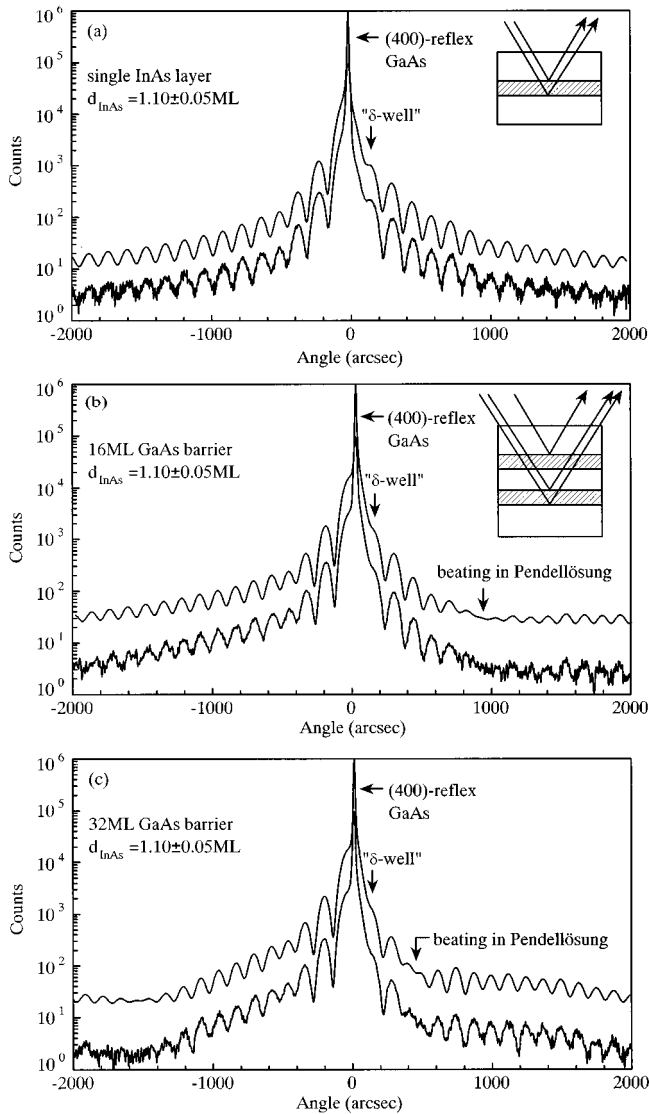 (a)
single InAs layer
d_InAs =1.10±0.05ML
(400)-reflex
GaAs
"δ-well"
Counts
10^6
10^5
10^4
10^3
10^2
10^1
10^0
-2000 -1000 0 1000 2000
Angle (arcsec)
(b)
16ML GaAs barrier
d_InAs =1.10±0.05ML
(400)-reflex
GaAs
"δ-well"
beating in Pendellösung
Counts
10^6
10^5
10^4
10^3
10^2
10^1
10^0
-2000 -1000 0 1000 2000
Angle (arcsec)
(c)
32ML GaAs barrier
d_InAs =1.10±0.05ML
(400)-reflex
GaAs
"δ-well"
beating in Pendellösung
Counts
10^6
10^5
10^4
10^3
10^2
10^1
10^0
-2000 -1000 0 1000 2000
Angle (arcsec)